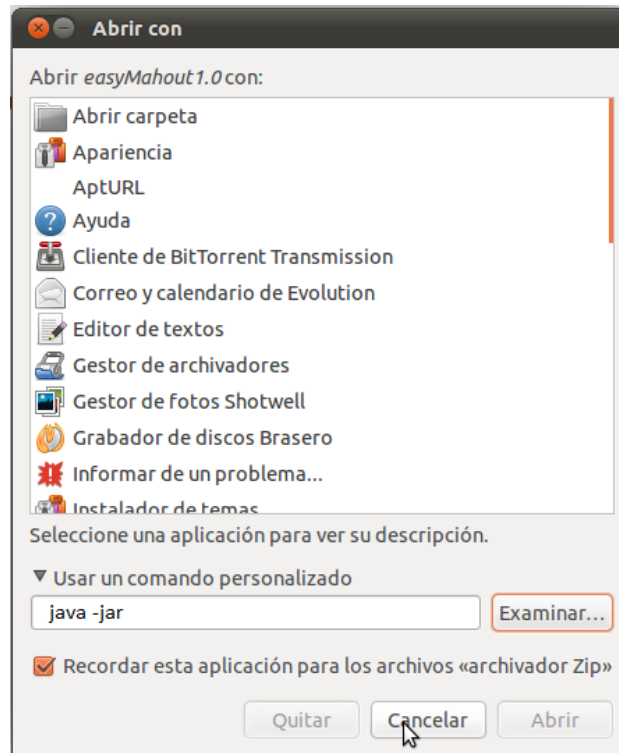 Abrir con
Abrir easyMahout1.0 con:
Abrir carpeta
Apariencia
AptURL
Ayuda
Cliente de BitTorrent Transmission
Correo y calendario de Evolution
Editor de textos
Gestor de archivadores
Gestor de fotos Shotwell
Grabador de discos Brasero
Informar de un problema...
Instalador de temas
Seleccione una aplicación para ver su descripción.
Usar un comando personalizado
java -jar Examinar...
Recordar esta aplicación para los archivos «archivador Zip»
Quitar Cancelar Abrir